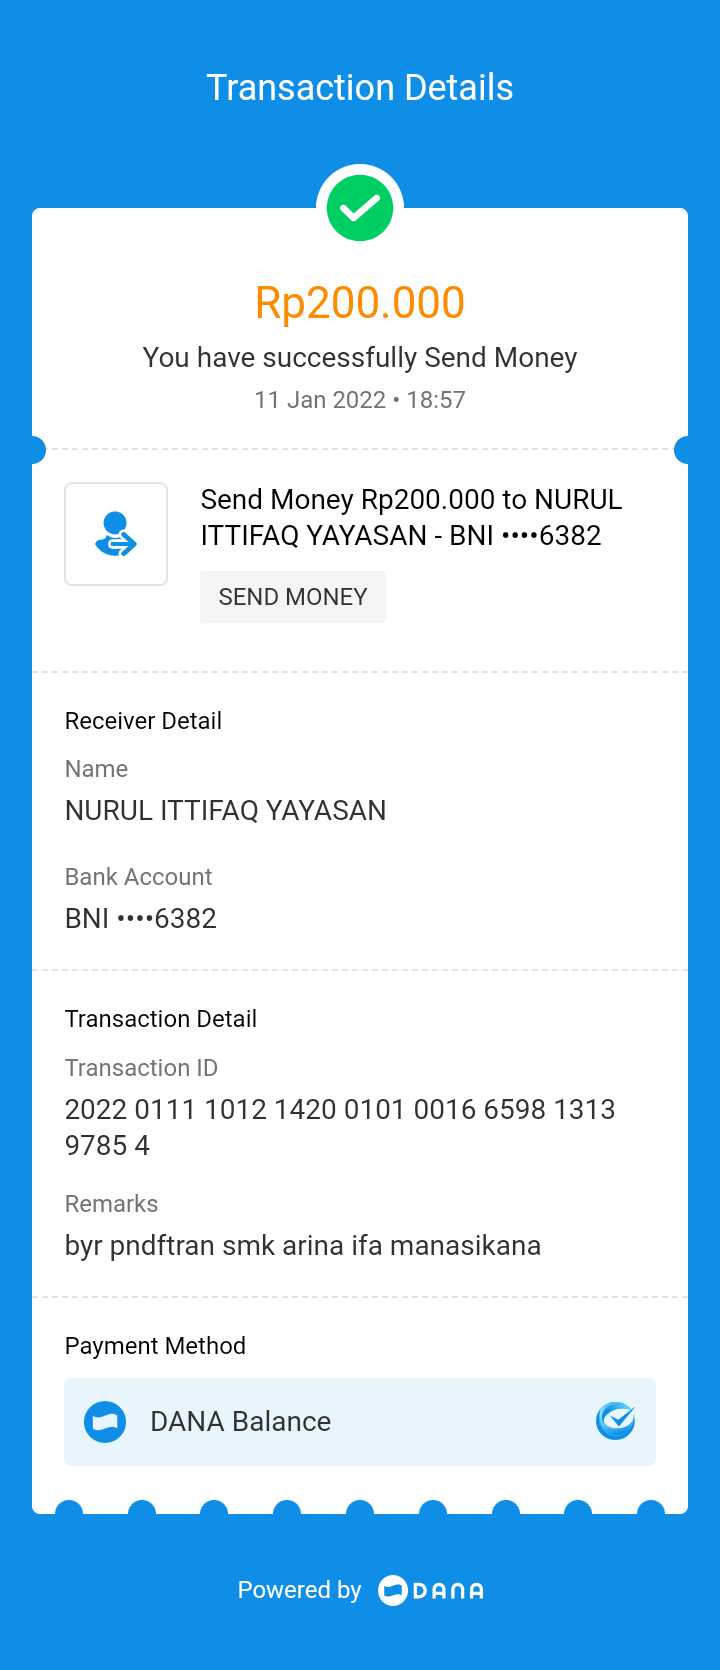 Transaction Details
Rp200.000
You have successfully Send Money
11 Jan 2022 • 18:57
Send Money Rp200.000 to NURUL
ITTIFAQ YAYASAN - BNI ••••6382
SEND MONEY
Receiver Detail
Name
NURUL ITTIFAQ YAYASAN
Bank Account
BNI ••••6382
Transaction Detail
Transaction ID
2022 0111 1012 1420 0101 0016 6598 1313
9785 4
Remarks
byr pndftran smk arina ifa manasikana
Payment Method
DANA Balance
Powered by DANA